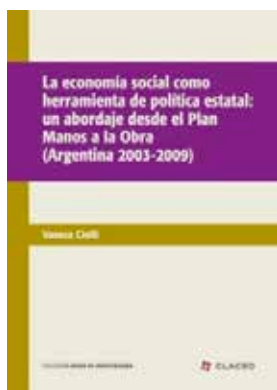 La economía social como
herramienta de política estatal:
un abordaje desde el Plan
Manos a la Obra
(Argentina 2003-2009)
Vanesa Ciolli
CLACSO